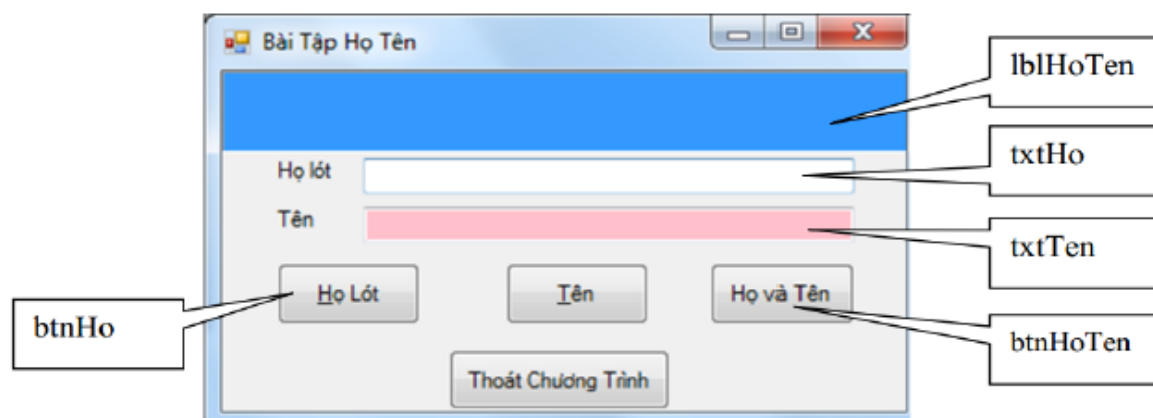 Bài Tập Họ Tên
lblHoTen
Họ lót
txtHo
Tên
txtTen
Họ Lót
Tên
Họ và Tên
btnHo
btnHoTen
Thoát Chương Trình